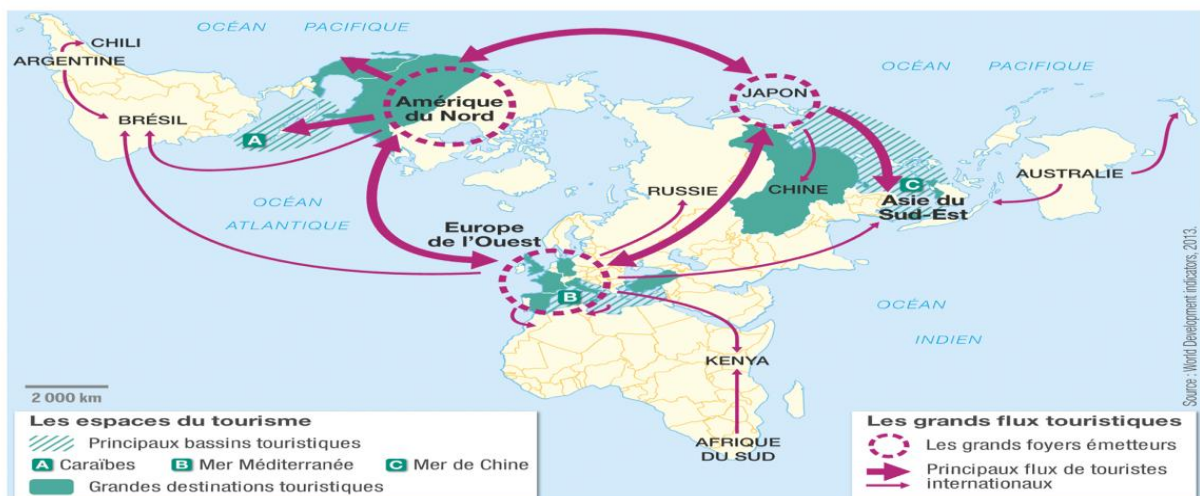 OCÉAN PACIFIQUE
CHILI
ARGENTINE
BRÉSIL
A
Amérique
du Nord
JAPON
OCÉAN PACIFIQUE
OCÉAN
ATLANTIQUE
RUSSIE
CHINE
C
Asie du
Sud-Est
AUSTRALIE
Europe
de l'Ouest
B
OCÉAN
INDIEN
KENYA
AFRIQUE
DU SUD
2 000 km
Source : World Development indicators, 2013.
Les espaces du tourisme
Principaux bassins touristiques
A Caraïbes B Mer Méditerranée C Mer de Chine
Grandes destinations touristiques
Les grands flux touristiques
Les grands foyers émetteurs
Principaux flux de touristes
internationaux